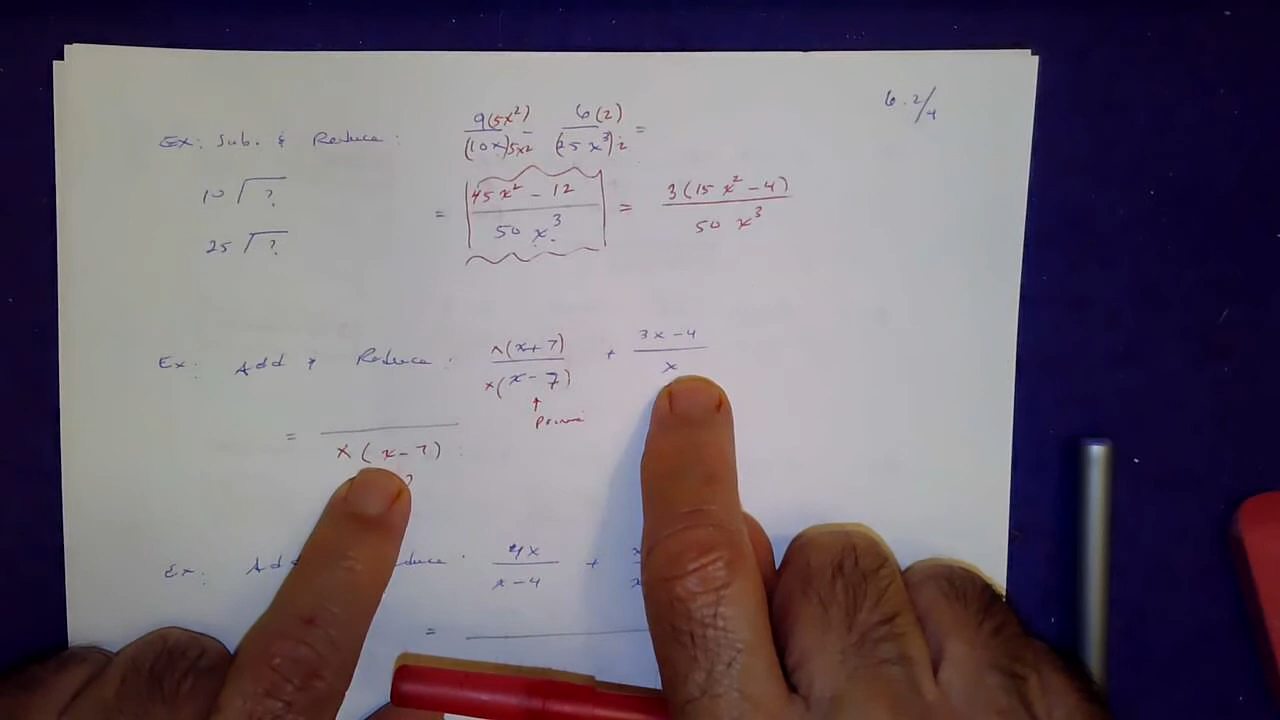 6.2/4
Ex: Sub. & Reduce: 9(5x²)/(10x)5x² - 6(2)/(25x³)2 =
10 √?
25 √?
= 45x² - 12 / 50x³ = 3(15x² - 4) / 50x³
Ex: Add & Reduce: x(x+7)/x(x-7) + 3x-4/x
↑
Prime
= / x(x-7)
?
Ex: Add duce: 4x/x-4 + x/x
=